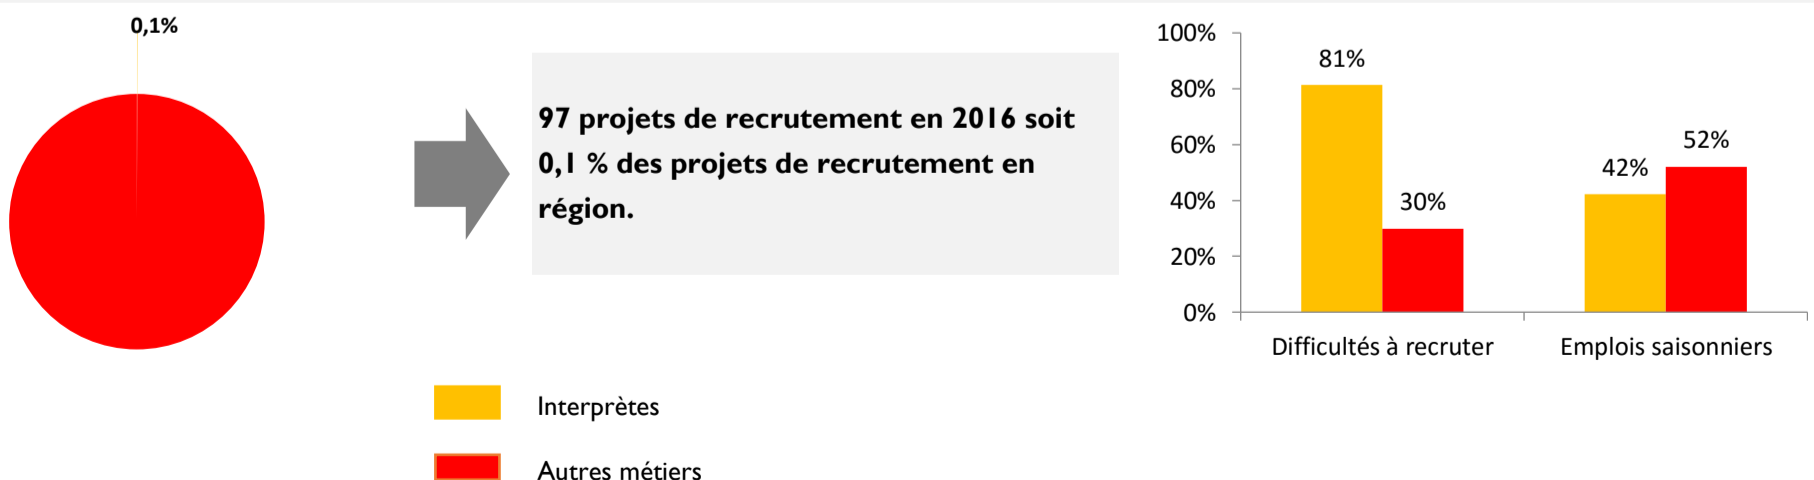 0,1%
97 projets de recrutement en 2016 soit
0,1 % des projets de recrutement en
région.
100%
80%
60%
40%
20%
0%
81%
30%
42%
52%
Difficultés à recruter
Emplois saisonniers
Interprètes
Autres métiers